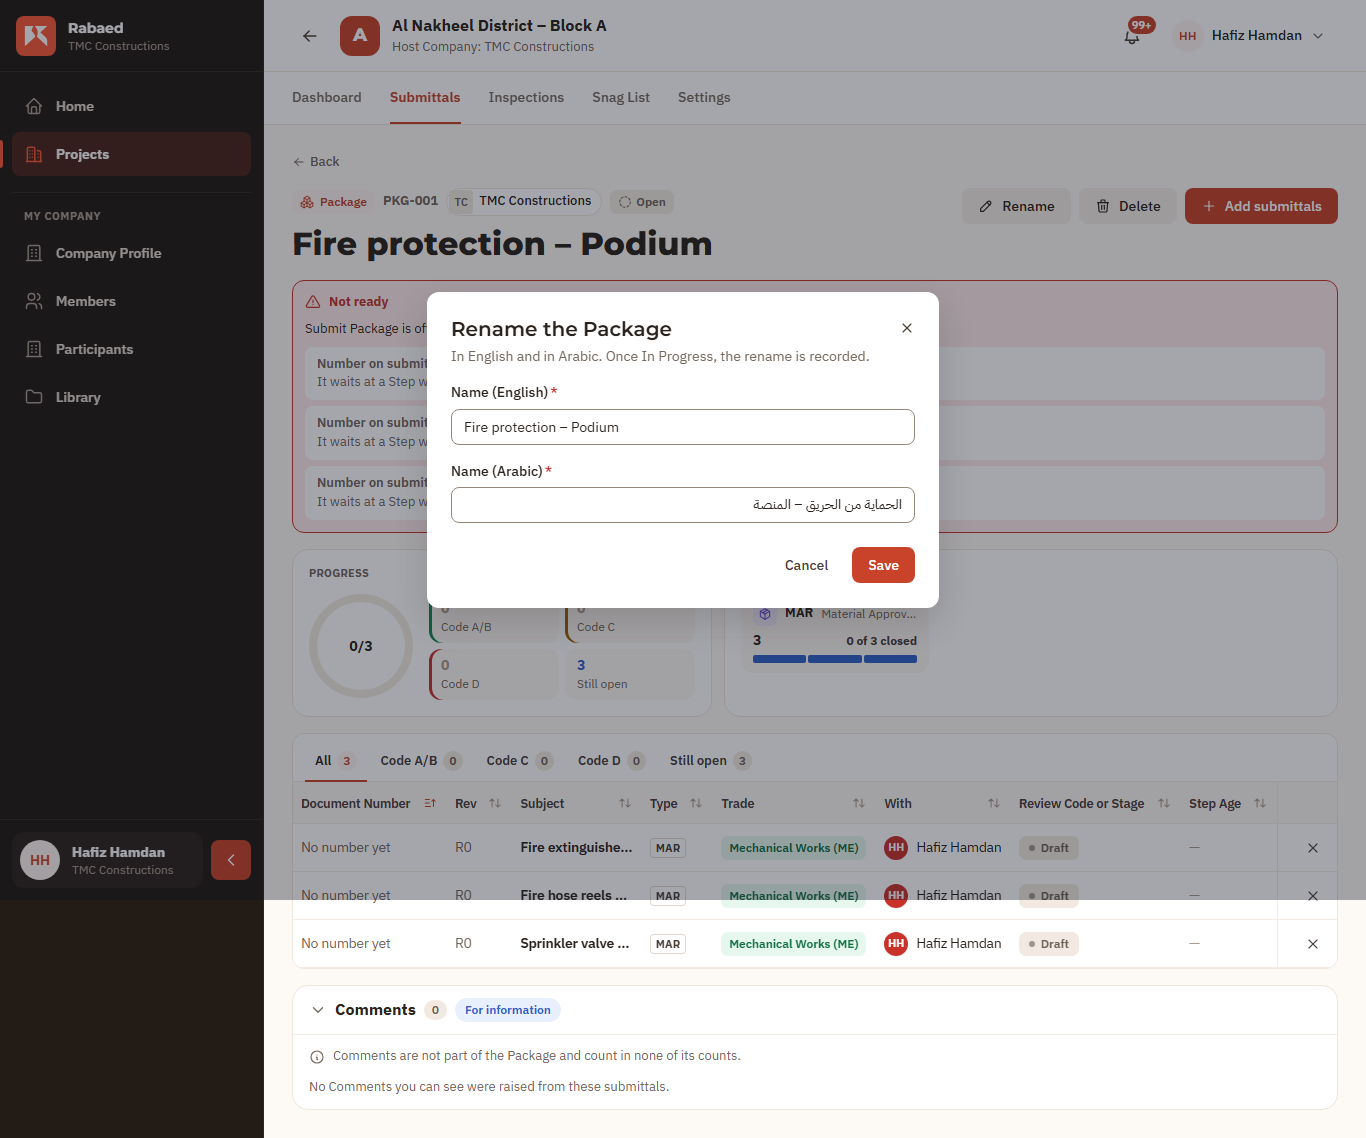 Rabaed
TMC Constructions
Al Nakheel District – Block A
Host Company: TMC Constructions
99+
HH
Hafiz Hamdan
Home
Projects
MY COMPANY
Company Profile
Members
Participants
Library
HH
Hafiz Hamdan
TMC Constructions
Dashboard
Submittals
Inspections
Snag List
Settings
Back
Package
PKG-001
TC
TMC Constructions
Open
Rename
Delete
Add submittals
Fire protection – Podium
Not ready
Submit Package is of
Number on submit
It waits at a Step w
Number on submit
It waits at a Step w
Number on submit
It waits at a Step w
Rename the Package
In English and in Arabic. Once In Progress, the rename is recorded.
Name (English) *
Fire protection – Podium
Name (Arabic) *
الحماية من الحريق – المنصة
Cancel
Save
PROGRESS
0/3
0
Code A/B
0
Code C
0
Code D
3
Still open
MAR Material Approv...
3
0 of 3 closed
All 3
Code A/B 0
Code C 0
Code D 0
Still open 3
Document Number Rev Subject Type Trade With Review Code or Stage Step Age
No number yet R0 Fire extinguishe... MAR Mechanical Works (ME) HH Hafiz Hamdan Draft —
No number yet R0 Fire hose reels ... MAR Mechanical Works (ME) HH Hafiz Hamdan Draft —
No number yet R0 Sprinkler valve ... MAR Mechanical Works (ME) HH Hafiz Hamdan Draft —
Comments 0 For information
Comments are not part of the Package and count in none of its counts.
No Comments you can see were raised from these submittals.